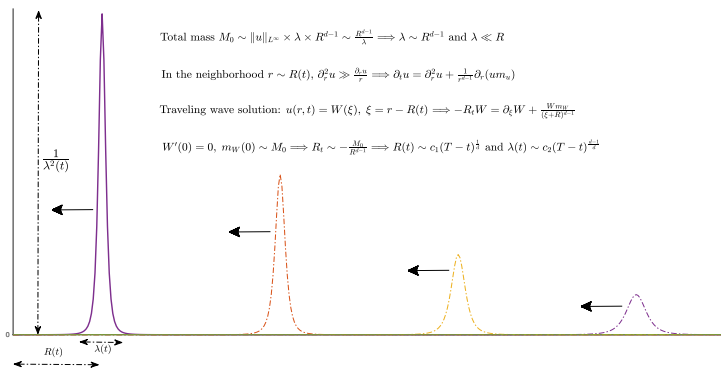 Total mass $M_0 \sim \|u\|_{L^\infty} \times \lambda \times R^{d-1} \sim \frac{R^{d-1}}{\lambda} \Longrightarrow \lambda \sim R^{d-1}$ and $\lambda \ll R$
In the neighborhood $r \sim R(t)$, $\partial_r^2 u \gg \frac{\partial_r u}{r} \Longrightarrow \partial_t u = \partial_r^2 u + \frac{1}{r^{d-1}} \partial_r(u m_u)$
Traveling wave solution: $u(r,t) = W(\xi)$, $\xi = r - R(t) \Longrightarrow -R_t W = \partial_\xi W + \frac{W m_W}{(\xi+R)^{d-1}}$
$W'(0) = 0$, $m_W(0) \sim M_0 \Longrightarrow R_t \sim -\frac{M_0}{R^{d-1}} \Longrightarrow R(t) \sim c_1(T-t)^{\frac{1}{d}}$ and $\lambda(t) \sim c_2(T-t)^{\frac{d-1}{d}}$
$\frac{1}{\lambda^2(t)}$
0
$\lambda(t)$
$R(t)$